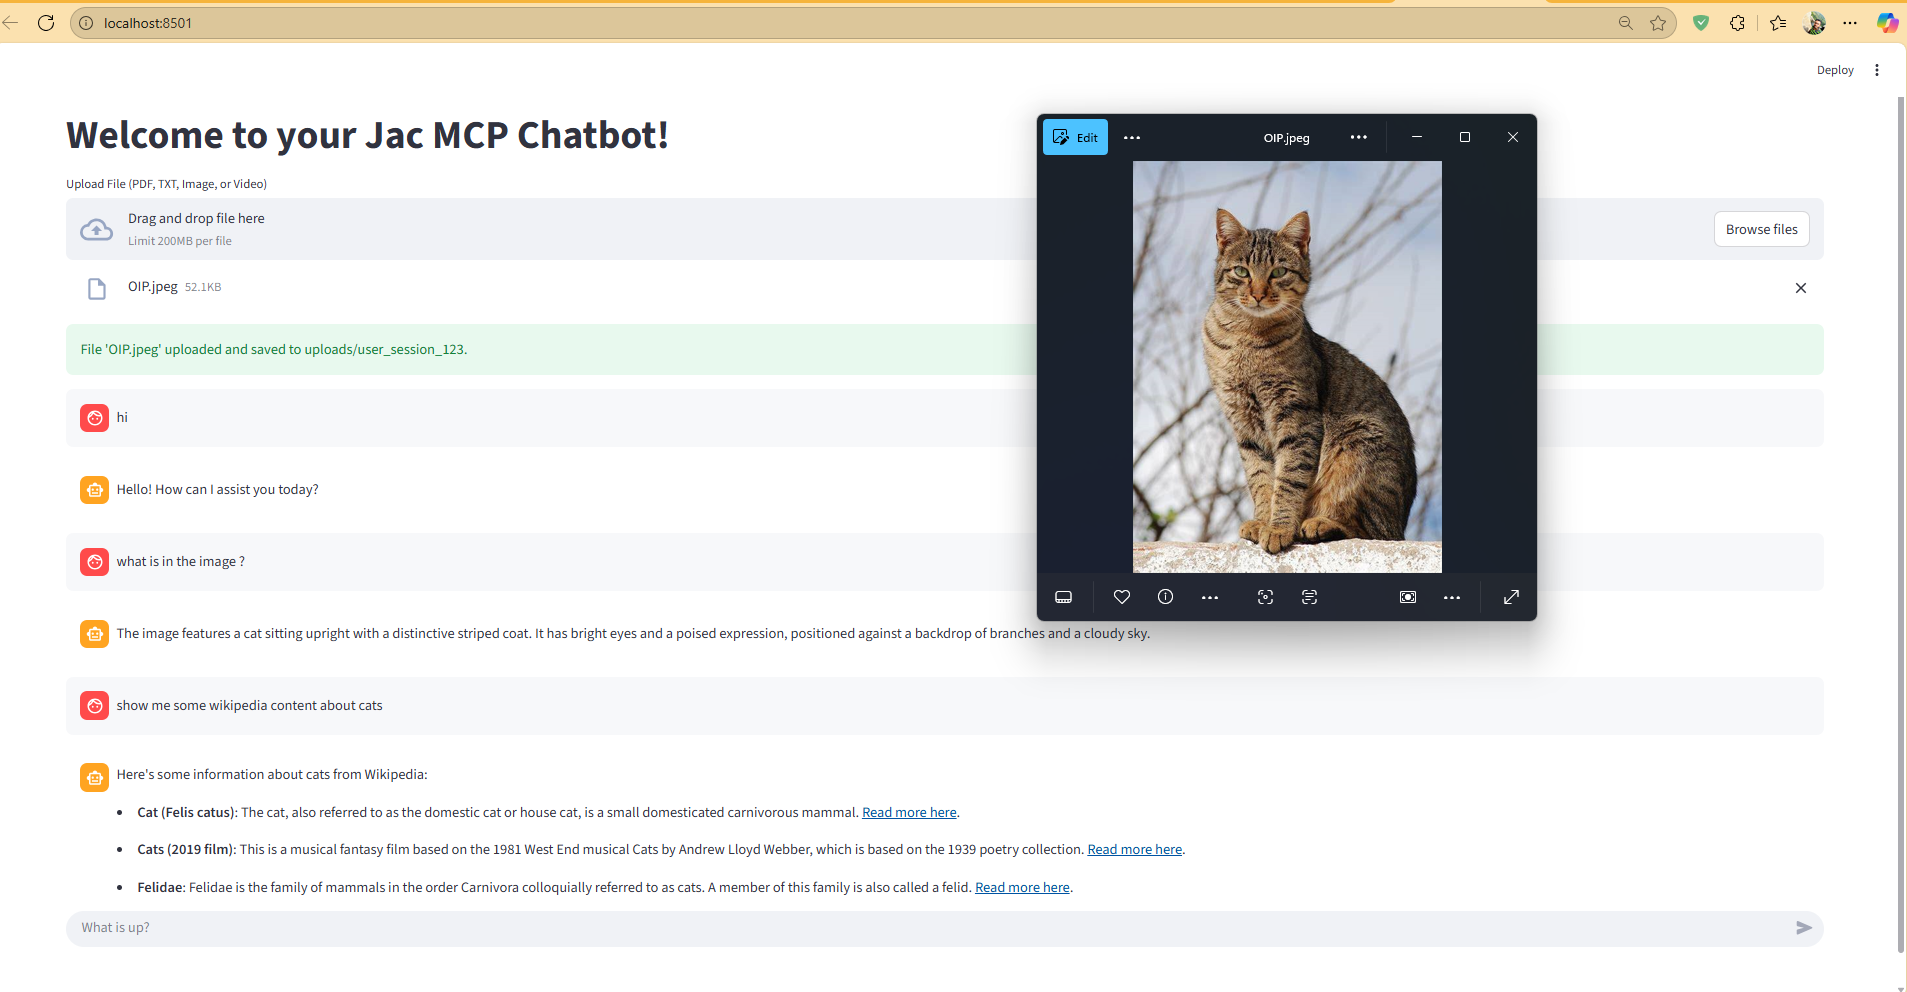 localhost:8501
Deploy
Welcome to your Jac MCP Chatbot!
Upload File (PDF, TXT, Image, or Video)
Drag and drop file here
Limit 200MB per file
Browse files
OIP.jpeg 52.1KB
File 'OIP.jpeg' uploaded and saved to uploads/user_session_123.
Edit
OIP.jpeg
hi
Hello! How can I assist you today?
what is in the image ?
The image features a cat sitting upright with a distinctive striped coat. It has bright eyes and a poised expression, positioned against a backdrop of branches and a cloudy sky.
show me some wikipedia content about cats
Here's some information about cats from Wikipedia:
• Cat (Felis catus): The cat, also referred to as the domestic cat or house cat, is a small domesticated carnivorous mammal. Read more here.
• Cats (2019 film): This is a musical fantasy film based on the 1981 West End musical Cats by Andrew Lloyd Webber, which is based on the 1939 poetry collection. Read more here.
• Felidae: Felidae is the family of mammals in the order Carnivora colloquially referred to as cats. A member of this family is also called a felid. Read more here.
What is up?